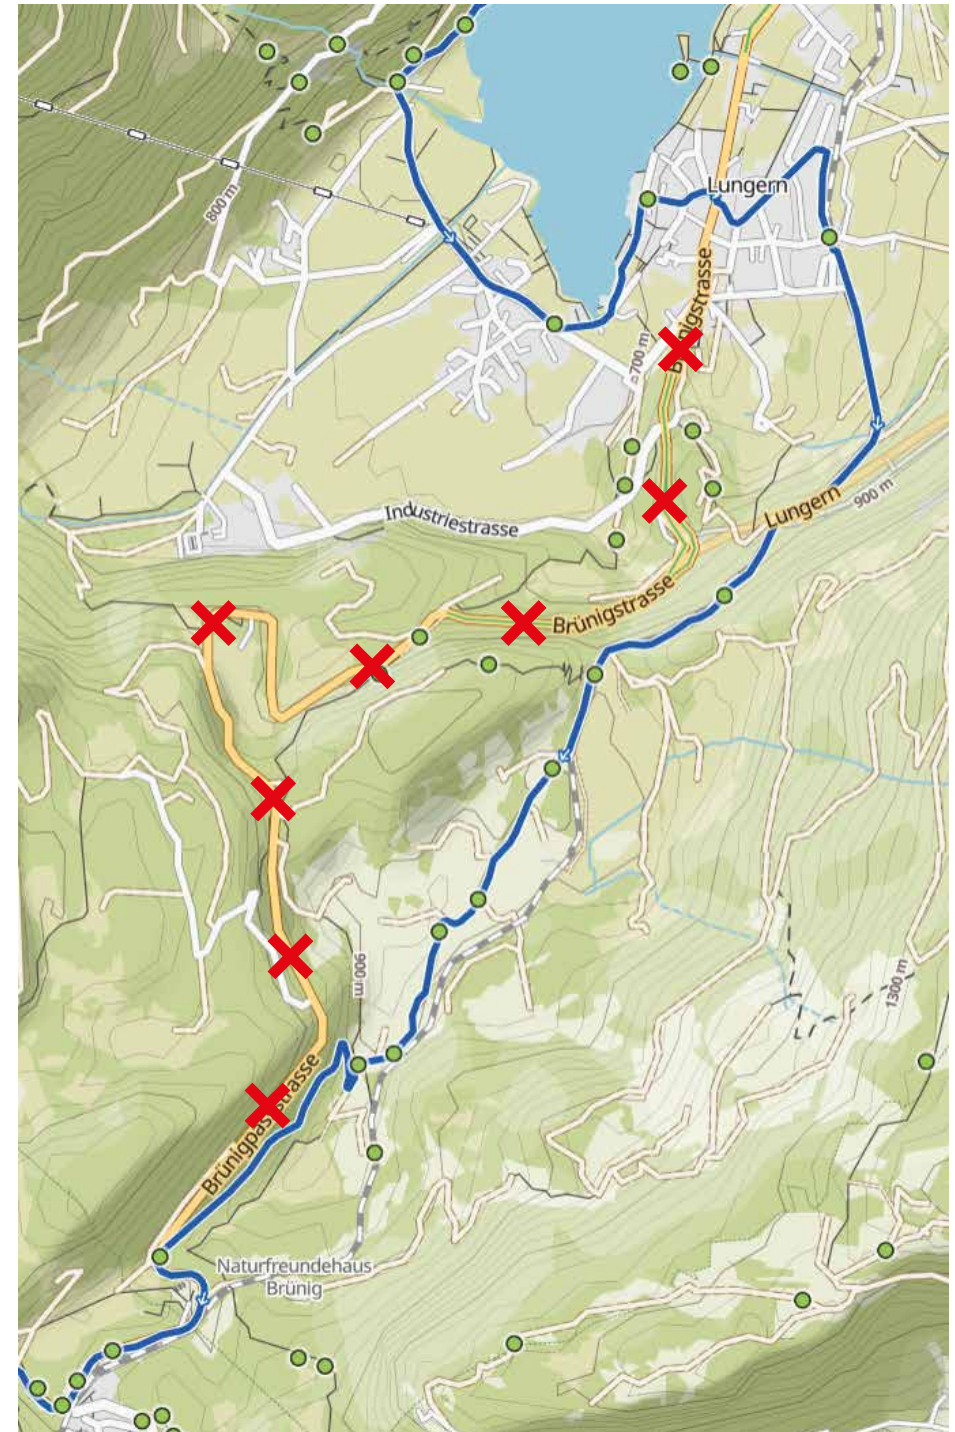 Lungern
800 m
Brünigstrasse
700 m
Lungern
900 m
Industriestrasse
Brünigstrasse
900 m
1300 m
Brünigpassstrasse
Naturfreundehaus
Brünig